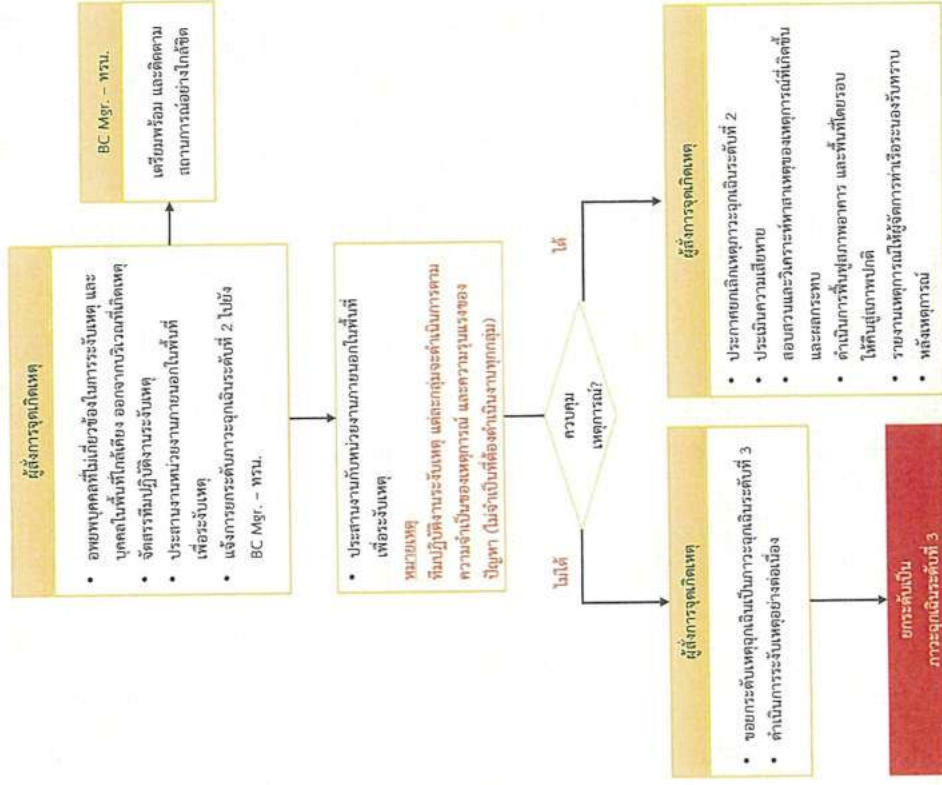 ผู้สั่งการจุดเกิดเหตุ
• อพยพบุคคลที่ไม่เกี่ยวข้องในการระงับเหตุ และ
บุคคลในพื้นที่ใกล้เคียง ออกจากบริเวณที่เกิดเหตุ
• จัดสรรทีมปฏิบัติงานระงับเหตุ
• ประสานงานหน่วยงานภายนอกในพื้นที่
เพื่อระงับเหตุ
• แจ้งการยกระดับภาวะฉุกเฉินระดับที่ 2 ไปยัง
BC Mgr. – ทรน.
BC Mgr. – ทรน.
เตรียมพร้อม และติดตาม
สถานการณ์อย่างใกล้ชิด
• ประสานงานกับหน่วยงานภายนอกในพื้นที่
เพื่อระงับเหตุ
หมายเหตุ
ทีมปฏิบัติงานระงับเหตุ แต่ละกลุ่มจะดำเนินการตาม
ความจำเป็นของเหตุการณ์ และความรุนแรงของ
ปัญหา (ไม่จำเป็นที่ต้องดำเนินงานทุกกลุ่ม)
ควบคุม
เหตุการณ์?
ไม่ได้
ได้
ผู้สั่งการจุดเกิดเหตุ
• ขอยกระดับเหตุฉุกเฉินเป็นภาวะฉุกเฉินระดับที่ 3
• ดำเนินการระงับเหตุอย่างต่อเนื่อง
ยกระดับเป็น
ภาวะฉุกเฉินระดับที่ 3
ผู้สั่งการจุดเกิดเหตุ
• ประกาศยกเลิกเหตุภาวะฉุกเฉินระดับที่ 2
• ประเมินความเสียหาย
• สอบสวนและวิเคราะห์หาสาเหตุของเหตุการณ์ที่เกิดขึ้น
และผลกระทบ
• ดำเนินการฟื้นฟูสภาพอาคาร และพื้นที่โดยรอบ
ให้คืนสู่สภาพปกติ
• รายงานเหตุการณ์ให้ผู้จัดการท่าเรือระนองรับทราบ
• หลังเหตุการณ์